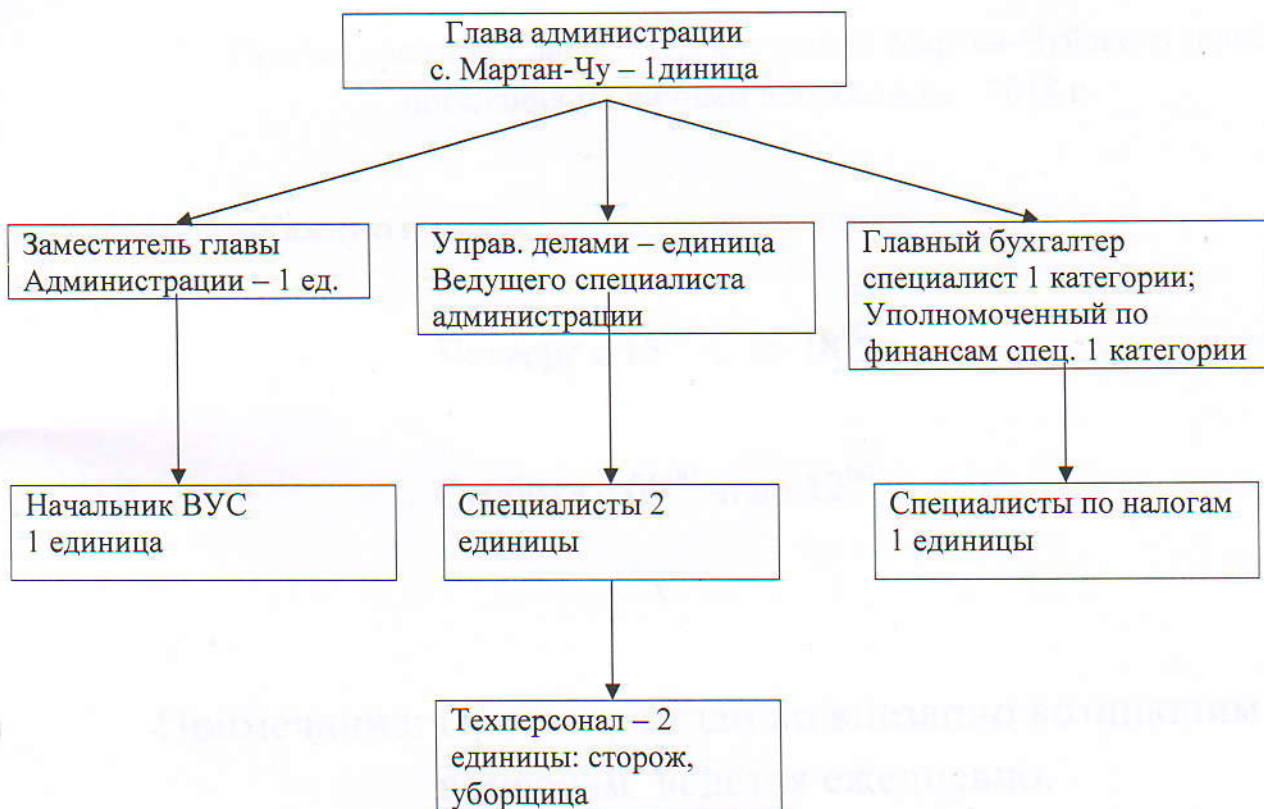 Глава администрации
с. Мартан-Чу – 1диница
Заместитель главы
Администрации – 1 ед.
Управ. делами – единица
Ведущего специалиста
администрации
Главный бухгалтер
специалист 1 категории;
Уполномоченный по
финансам спец. 1 категории
Начальник ВУС
1 единица
Специалисты 2
единицы
Специалисты по налогам
1 единицы
Техперсонал – 2
единицы: сторож,
уборщица